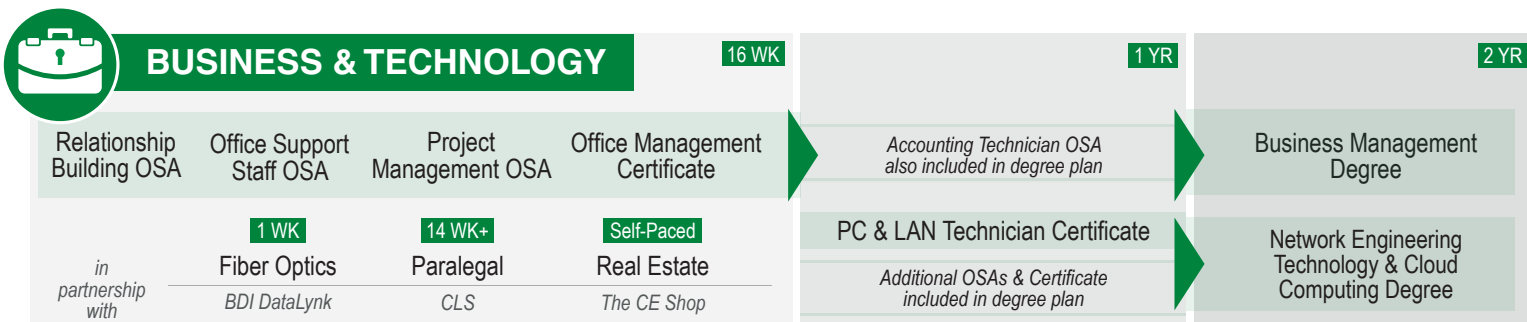 BUSINESS & TECHNOLOGY
16 WK
1 YR
2 YR
Relationship
Building OSA
Office Support
Staff OSA
Project
Management OSA
Office Management
Certificate
Accounting Technician OSA
also included in degree plan
Business Management
Degree
in
partnership
with
1 WK
Fiber Optics
BDI DataLynk
14 WK+
Paralegal
CLS
Self-Paced
Real Estate
The CE Shop
PC & LAN Technician Certificate
Additional OSAs & Certificate
included in degree plan
Network Engineering
Technology & Cloud
Computing Degree